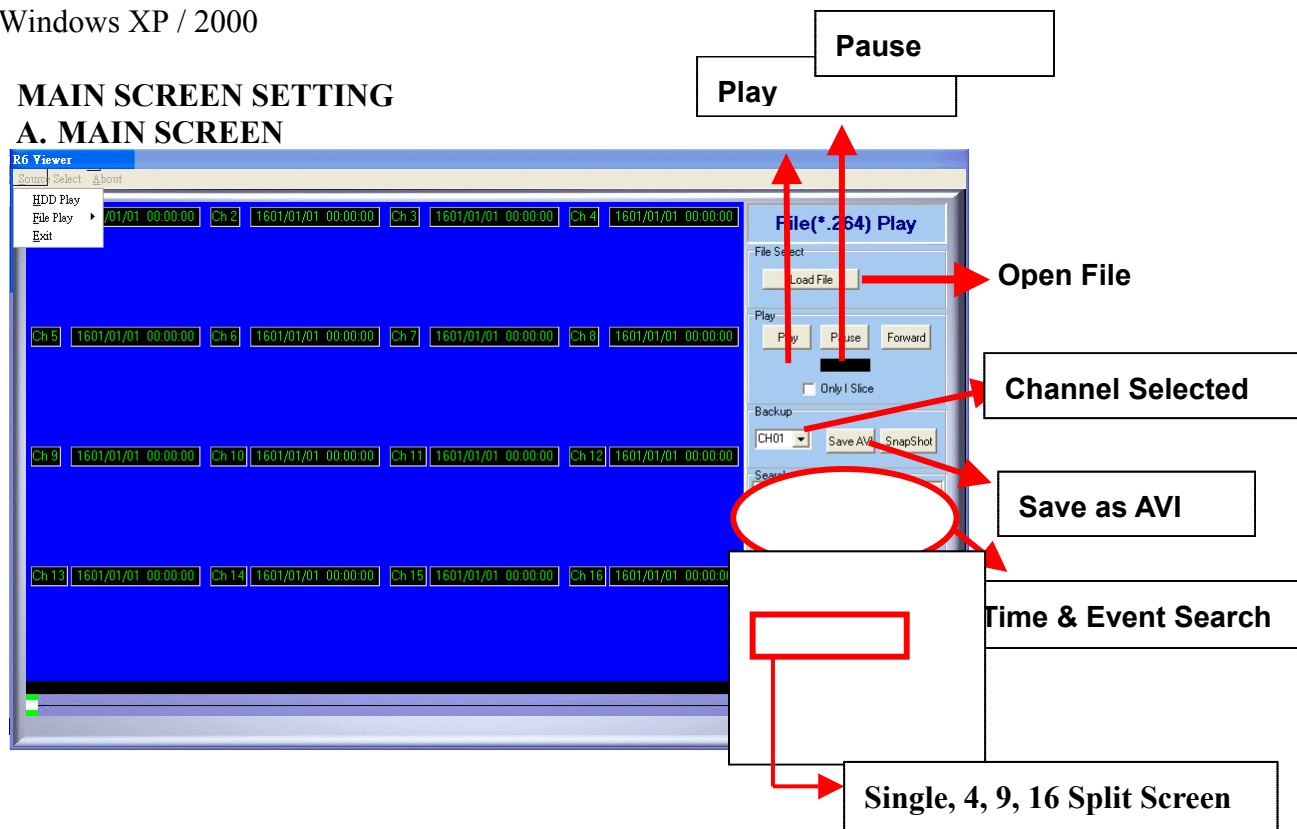 Windows XP / 2000
Pause
Play
MAIN SCREEN SETTING
A. MAIN SCREEN
R6 Viewer
Source Select About
HDD Play
File Play
Exit
/01/01 00:00:00 Ch 2 1601/01/01 00:00:00 Ch 3 1601/01/01 00:00:00 Ch 4 1601/01/01 00:00:00
File(*.264) Play
File Select
Load File
Open File
Ch 5 1601/01/01 00:00:00 Ch 6 1601/01/01 00:00:00 Ch 7 1601/01/01 00:00:00 Ch 8 1601/01/01 00:00:00
Play
Play Pause Forward
Only I Slice
Channel Selected
Backup
CH01 Save AVI SnapShot
Ch 9 1601/01/01 00:00:00 Ch 10 1601/01/01 00:00:00 Ch 11 1601/01/01 00:00:00 Ch 12 1601/01/01 00:00:00
Search
Save as AVI
Ch 13 1601/01/01 00:00:00 Ch 14 1601/01/01 00:00:00 Ch 15 1601/01/01 00:00:00 Ch 16 1601/01/01 00:00:00
Time & Event Search
Single, 4, 9, 16 Split Screen